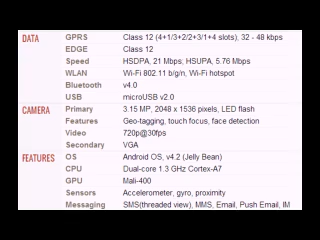 DATA GPRS Class 12 (4+1/3+2/2+3/1+4 slots), 32 - 48 kbps
EDGE Class 12
Speed HSDPA, 21 Mbps; HSUPA, 5.76 Mbps
WLAN Wi-Fi 802.11 b/g/n, Wi-Fi hotspot
Bluetooth v4.0
USB microUSB v2.0
CAMERA Primary 3.15 MP, 2048 x 1536 pixels, LED flash
Features Geo-tagging, touch focus, face detection
Video 720p@30fps
Secondary VGA
FEATURES OS Android OS, v4.2 (Jelly Bean)
CPU Dual-core 1.3 GHz Cortex-A7
GPU Mali-400
Sensors Accelerometer, gyro, proximity
Messaging SMS(threaded view), MMS, Email, Push Email, IM